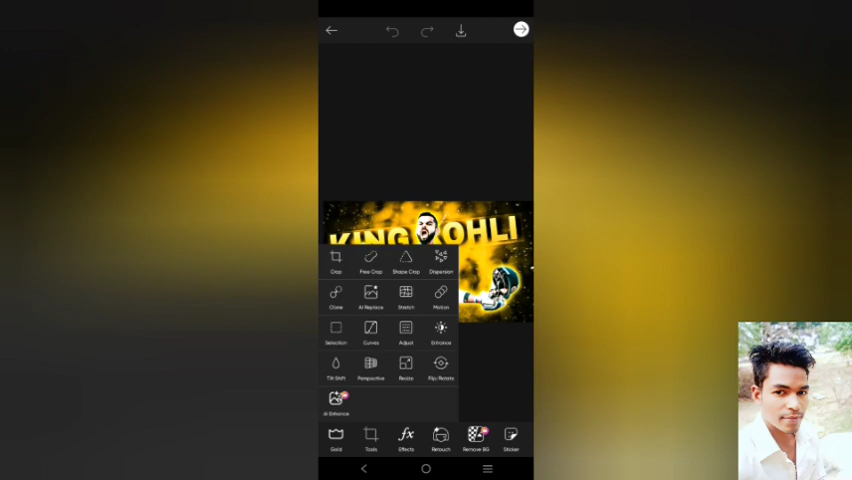 KING KOHLI
Crop Free Crop Shape Crop Dispersion
Clone AI Replace Stretch Motion
Selection Curves Adjust Enhance
Tilt Shift Perspective Resize Flip/Rotate
AI Enhance
Gold Tools Effects Retouch Remove BG Sticker